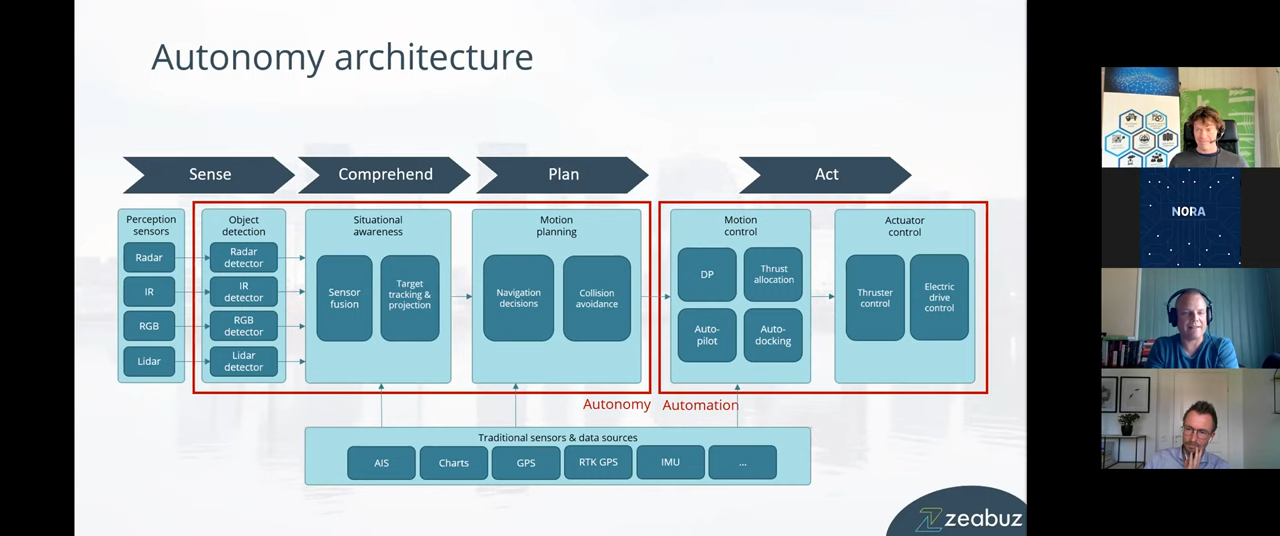 Autonomy architecture
Sense
Comprehend
Plan
Act
Perception
sensors
Radar
IR
RGB
Lidar
Object
detection
Radar
detector
IR
detector
RGB
detector
Lidar
detector
Situational
awareness
Sensor
fusion
Target
tracking &
projection
Motion
planning
Navigation
decisions
Collision
avoidance
Motion
control
DP
Thrust
allocation
Auto-
pilot
Auto-
docking
Actuator
control
Thruster
control
Electric
drive
control
Autonomy
Automation
Traditional sensors & data sources
AIS
Charts
GPS
RTK GPS
IMU
...
zeabuz
NORA